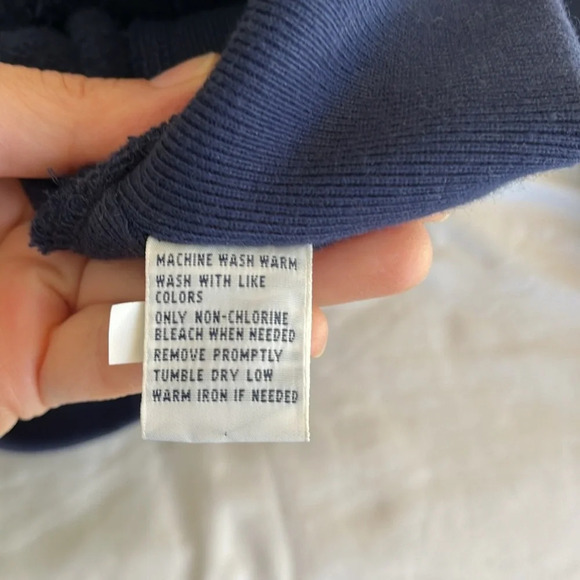 MACHINE WASH WARM
WASH WITH LIKE
COLORS
ONLY NON-CHLORINE
BLEACH WHEN NEEDED
REMOVE PROMPTLY
TUMBLE DRY LOW
WARM IRON IF NEEDED